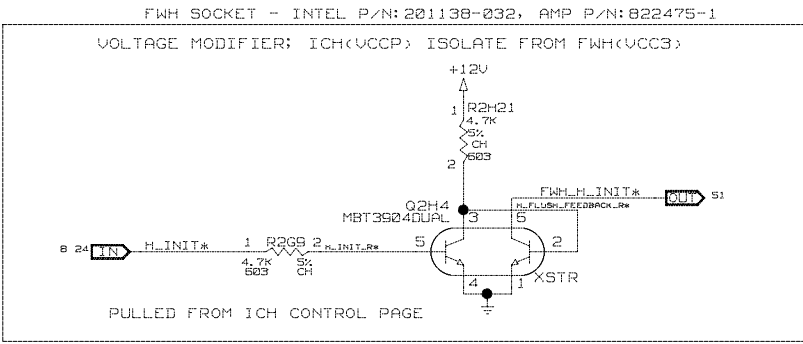 FWH SOCKET - INTEL P/N:201138-032, AMP P/N:822475-1
VOLTAGE MODIFIER; ICH(VCCP) ISOLATE FROM FWH(VCC3)
+12V
1 R2H21
4.7K
5%
CH
603
2
FWH_H_INIT* OUT 51
Q2H4
MBT3904DUAL
3 6 H_FLUSH_FEEDBACK_R*
8 24 IN H_INIT* 1 R2G9 2 H_INIT_R* 5 2
4.7K 5%
603 CH
4 1 XSTR
PULLED FROM ICH CONTROL PAGE